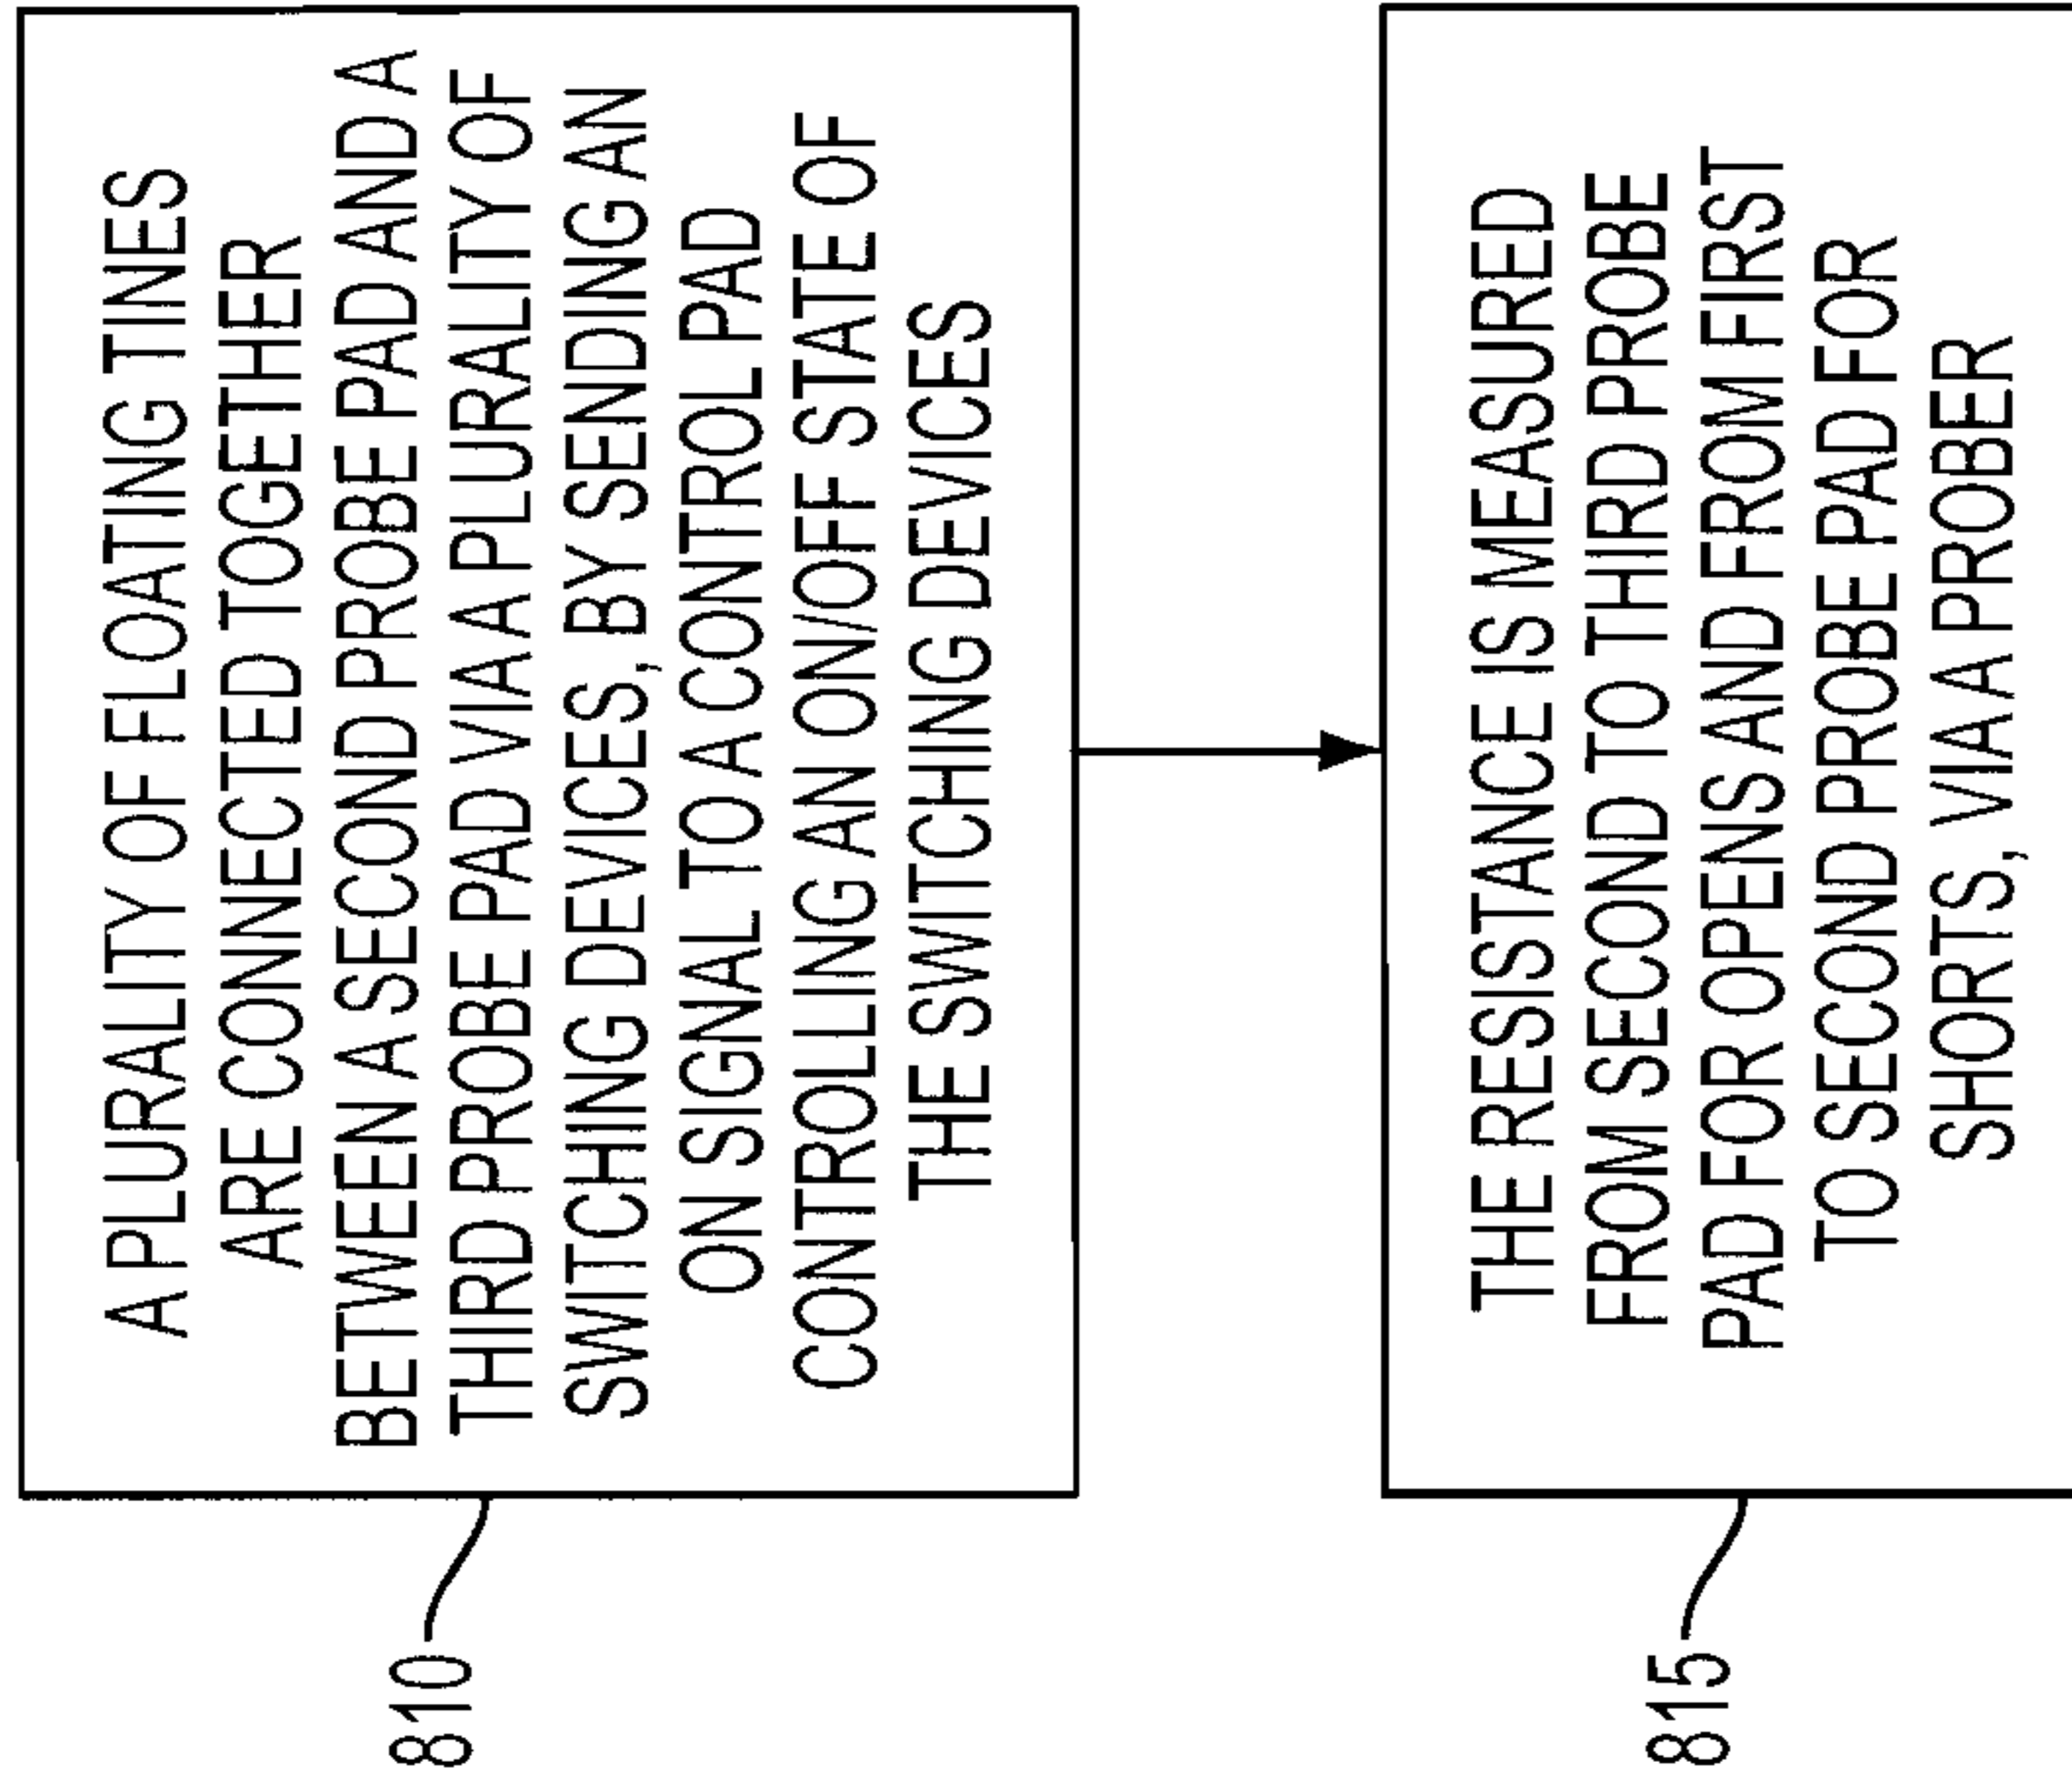 A PLURALITY OF FLOATING TINES
ARE CONNECTED TOGETHER
BETWEEN A SECOND PROBE PAD AND A
THIRD PROBE PAD VIA A PLURALITY OF
SWITCHING DEVICES, BY SENDING AN
ON SIGNAL TO A CONTROL PAD
CONTROLLING AN ON/OFF STATE OF
THE SWITCHING DEVICES
810
THE RESISTANCE IS MEASURED
FROM SECOND TO THIRD PROBE
PAD FOR OPENS AND FROM FIRST
TO SECOND PROBE PAD FOR
SHORTS, VIA A PROBER
815